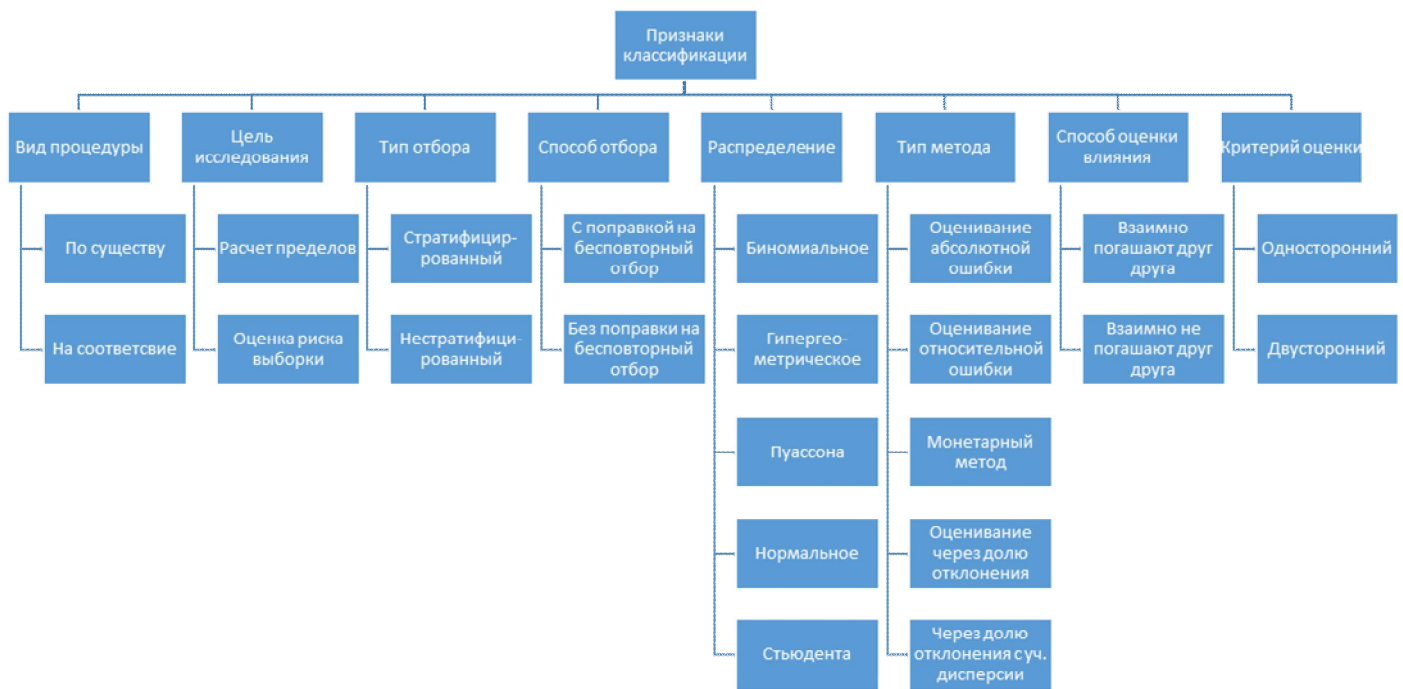 Признаки
классификации
Вид процедуры
По существу
На соответсвие
Цель
исследования
Расчет пределов
Оценка риска
выборки
Тип отбора
Стратифицир-
рованный
Нестратифици-
рованный
Способ отбора
С поправкой на
бесповторный
отбор
Без поправки на
бесповторный
отбор
Распределение
Биномиальное
Гипергео-
метрическое
Пуассона
Нормальное
Стьюдента
Тип метода
Оценивание
абсолютной
ошибки
Оценивание
относительной
ошибки
Монетарный
метод
Оценивание
через долю
отклонения
Через долю
отклонения с уч.
дисперсии
Способ оценки
влияния
Взаимно
погашают друг
друга
Взаимно не
погашают друг
друга
Критерий оценки
Односторонний
Двусторонний